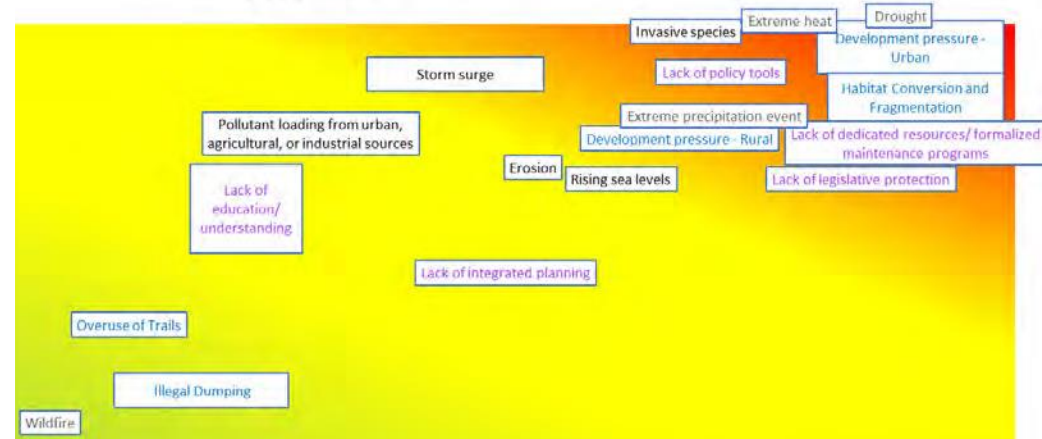 Drought
Extreme heat
Invasive species
Development pressure -
Urban
Storm surge
Lack of policy tools
Habitat Conversion and
Fragmentation
Extreme precipitation event
Pollutant loading from urban,
agricultural, or industrial sources
Development pressure - Rural
Lack of dedicated resources/ formalized
maintenance programs
Erosion
Rising sea levels
Lack of legislative protection
Lack of
education/
understanding
Lack of integrated planning
Overuse of Trails
Illegal Dumping
Wildfire